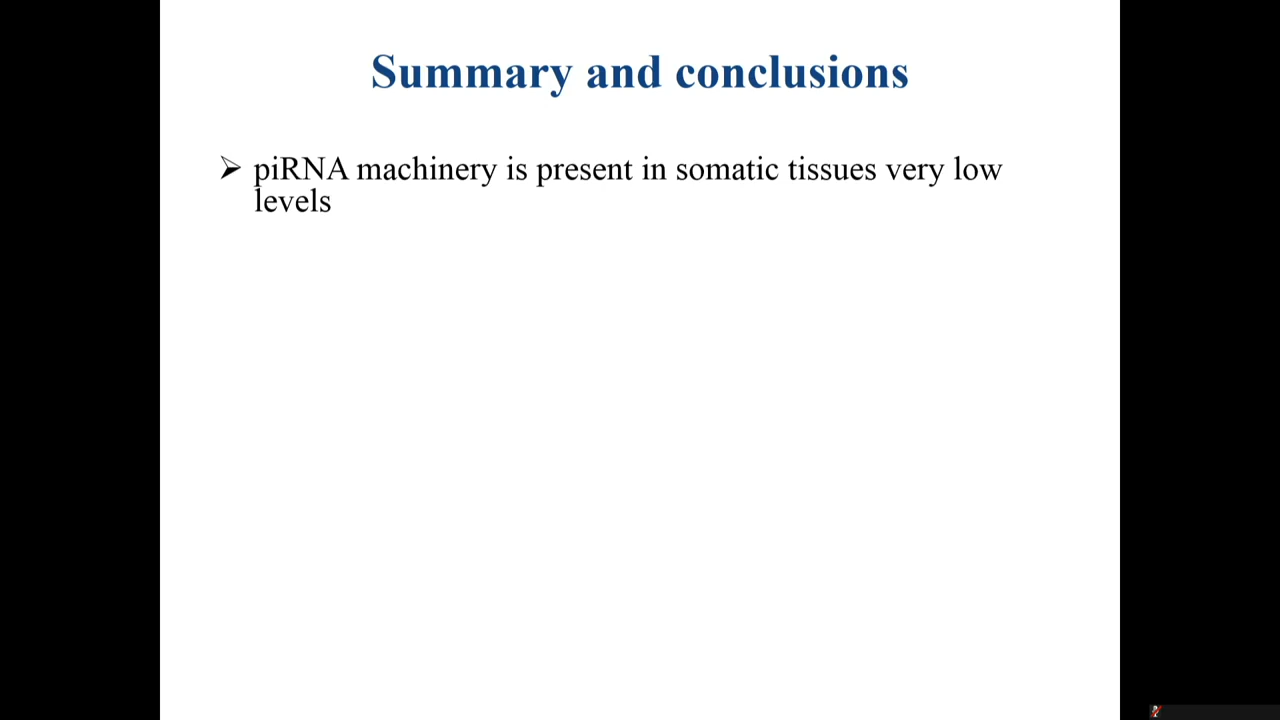 Summary and conclusions
piRNA machinery is present in somatic tissues very low
levels